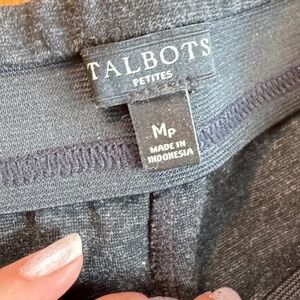 TALBOTS
PETITES
MP
MADE IN
INDONESIA